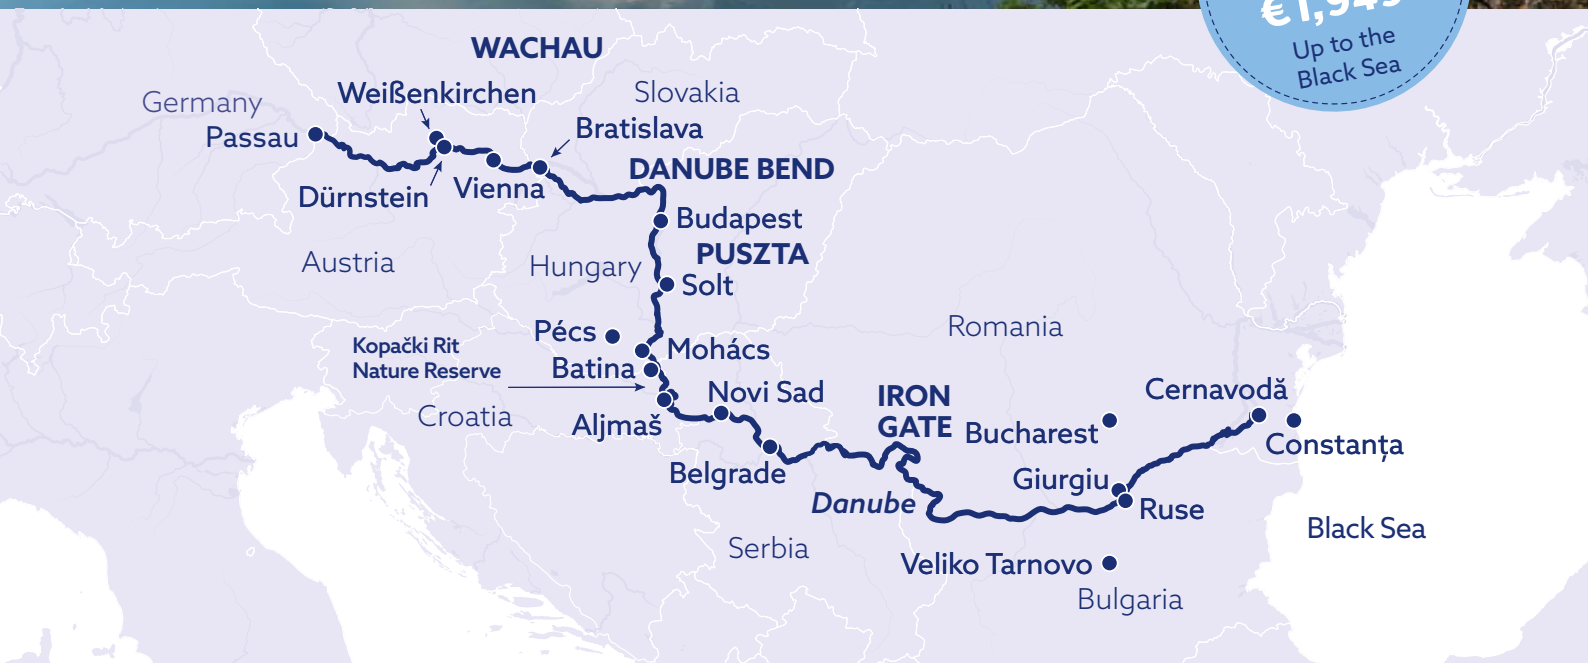 Up to the
Black Sea
WACHAU
Weißenkirchen
Slovakia
Germany
Passau
Bratislava
DANUBE BEND
Dürnstein
Vienna
Budapest
PUSZTA
Austria
Hungary
Solt
Romania
Pécs
Kopački Rit
Nature Reserve
Mohács
Batina
Novi Sad
IRON
GATE
Cernavodă
Croatia
Aljmaš
Bucharest
Constanța
Belgrade
Giurgiu
Danube
Ruse
Black Sea
Serbia
Veliko Tarnovo
Bulgaria